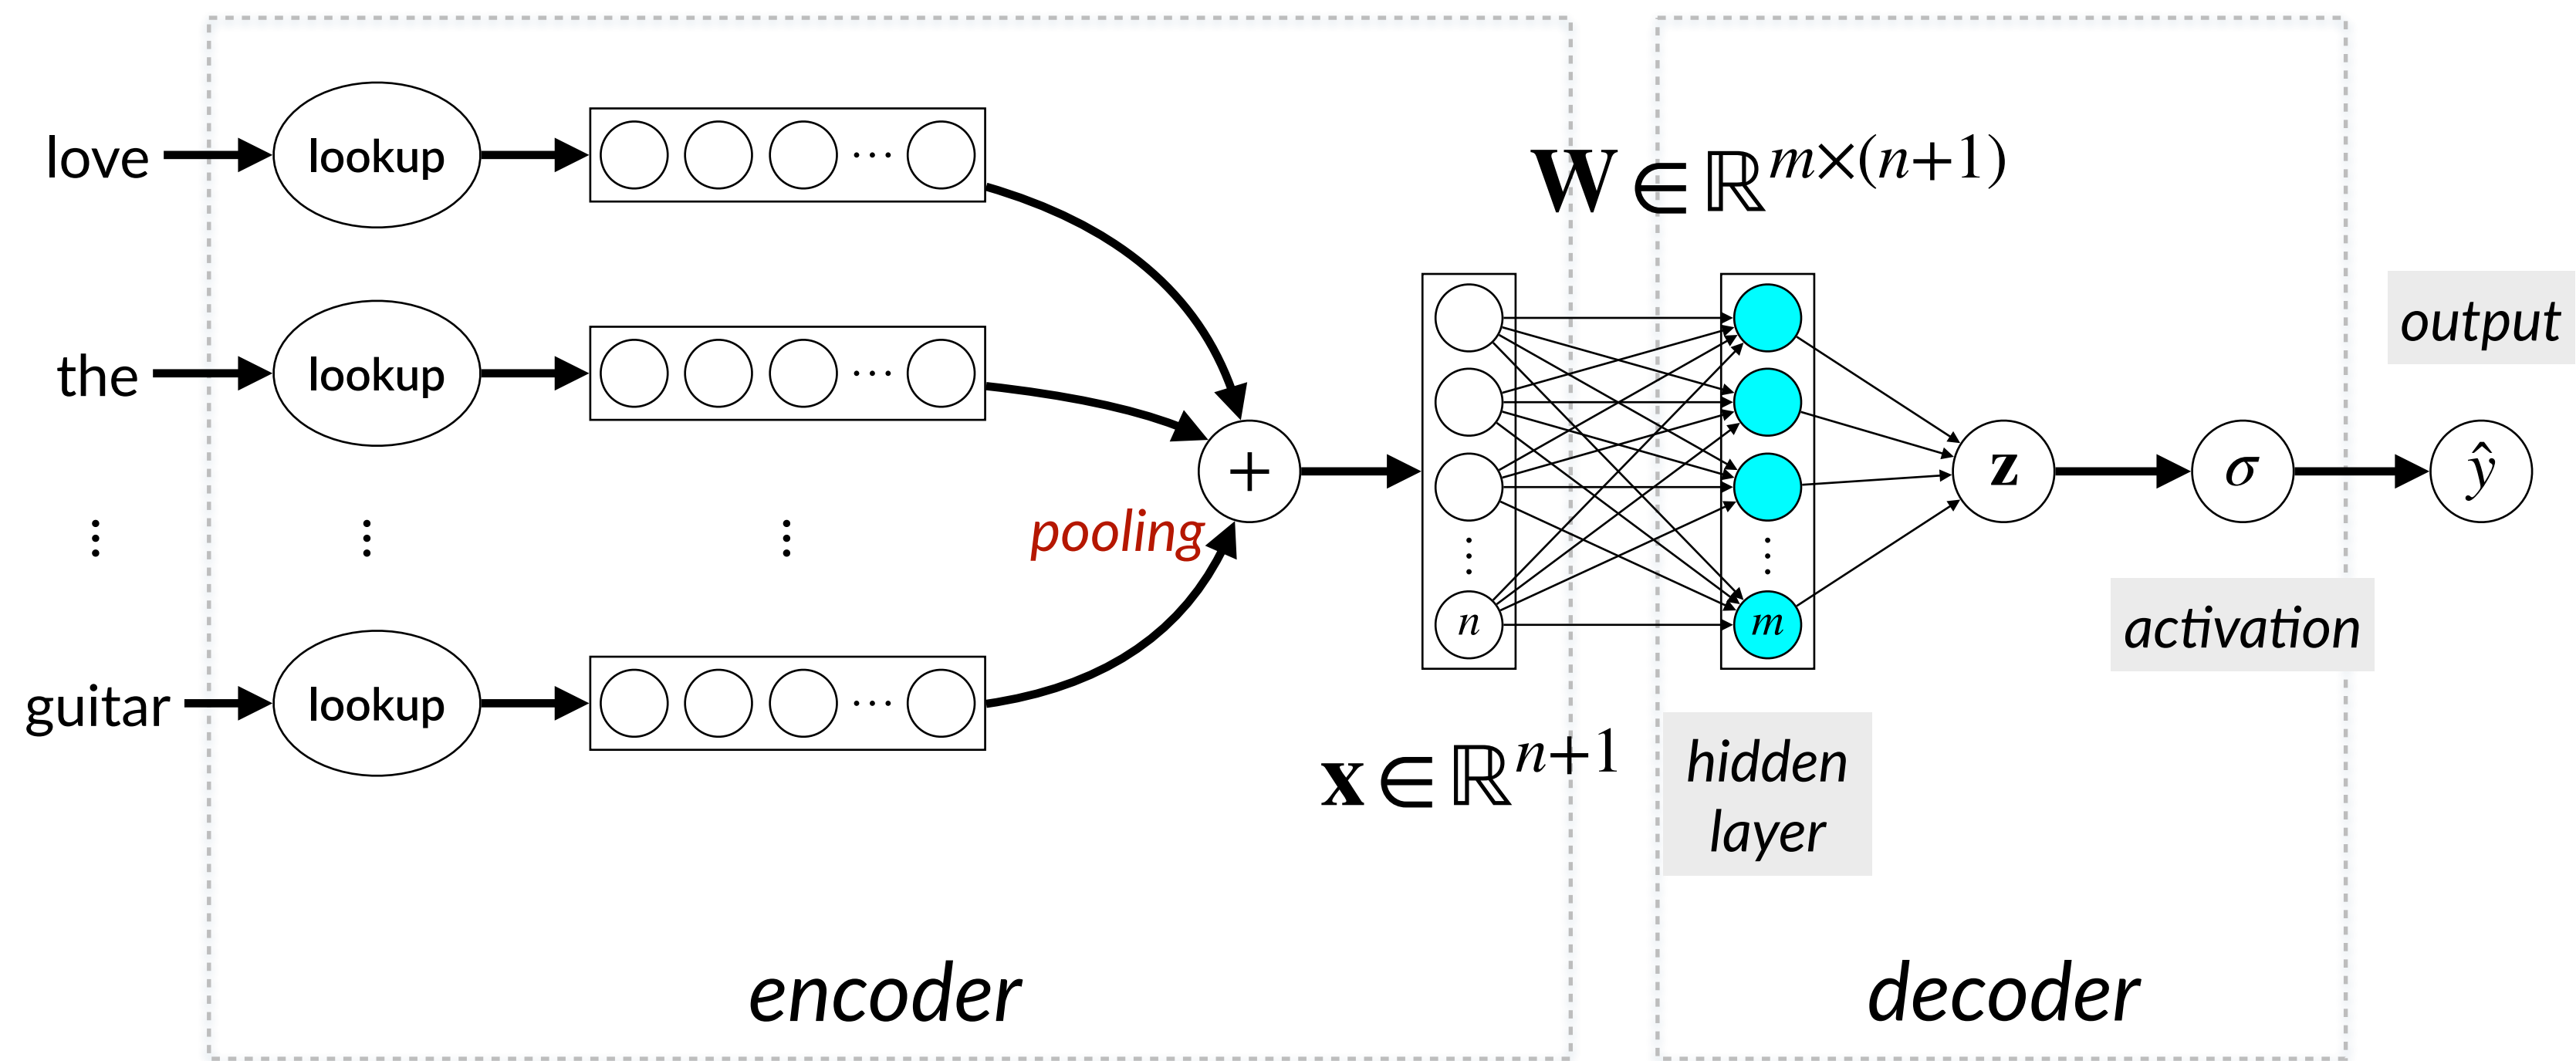 love
lookup
...
the
lookup
...
⋮
⋮
⋮
guitar
lookup
...
pooling
+
W ∈ ℝ^{m×(n+1)}
⋮
n
x ∈ ℝ^{n+1}
⋮
m
hidden
layer
z
σ
activation
output
ŷ
...
encoder
decoder